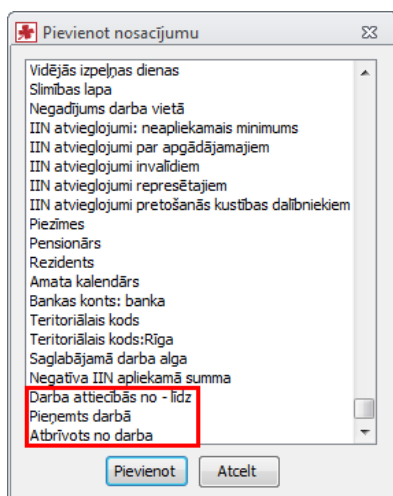 Pievienot nosacījumu
Vidējās izpeļņas dienas
Slimības lapa
Negadījums darba vietā
IIN atvieglojumi: neapliekamais minimums
IIN atvieglojumi par apgādājamajiem
IIN atvieglojumi invalīdiem
IIN atvieglojumi represētajiem
IIN atvieglojumi pretošanās kustības dalībniekiem
Piezīmes
Pensionārs
Rezidents
Amata kalendārs
Bankas konts: banka
Teritoriālais kods
Teritoriālais kods:Rīga
Saglabājamā darba alga
Negatīva IIN apliekamā summa
Darba attiecībās no - līdz
Pieņemts darbā
Atbrīvots no darba
Pievienot Atcelt